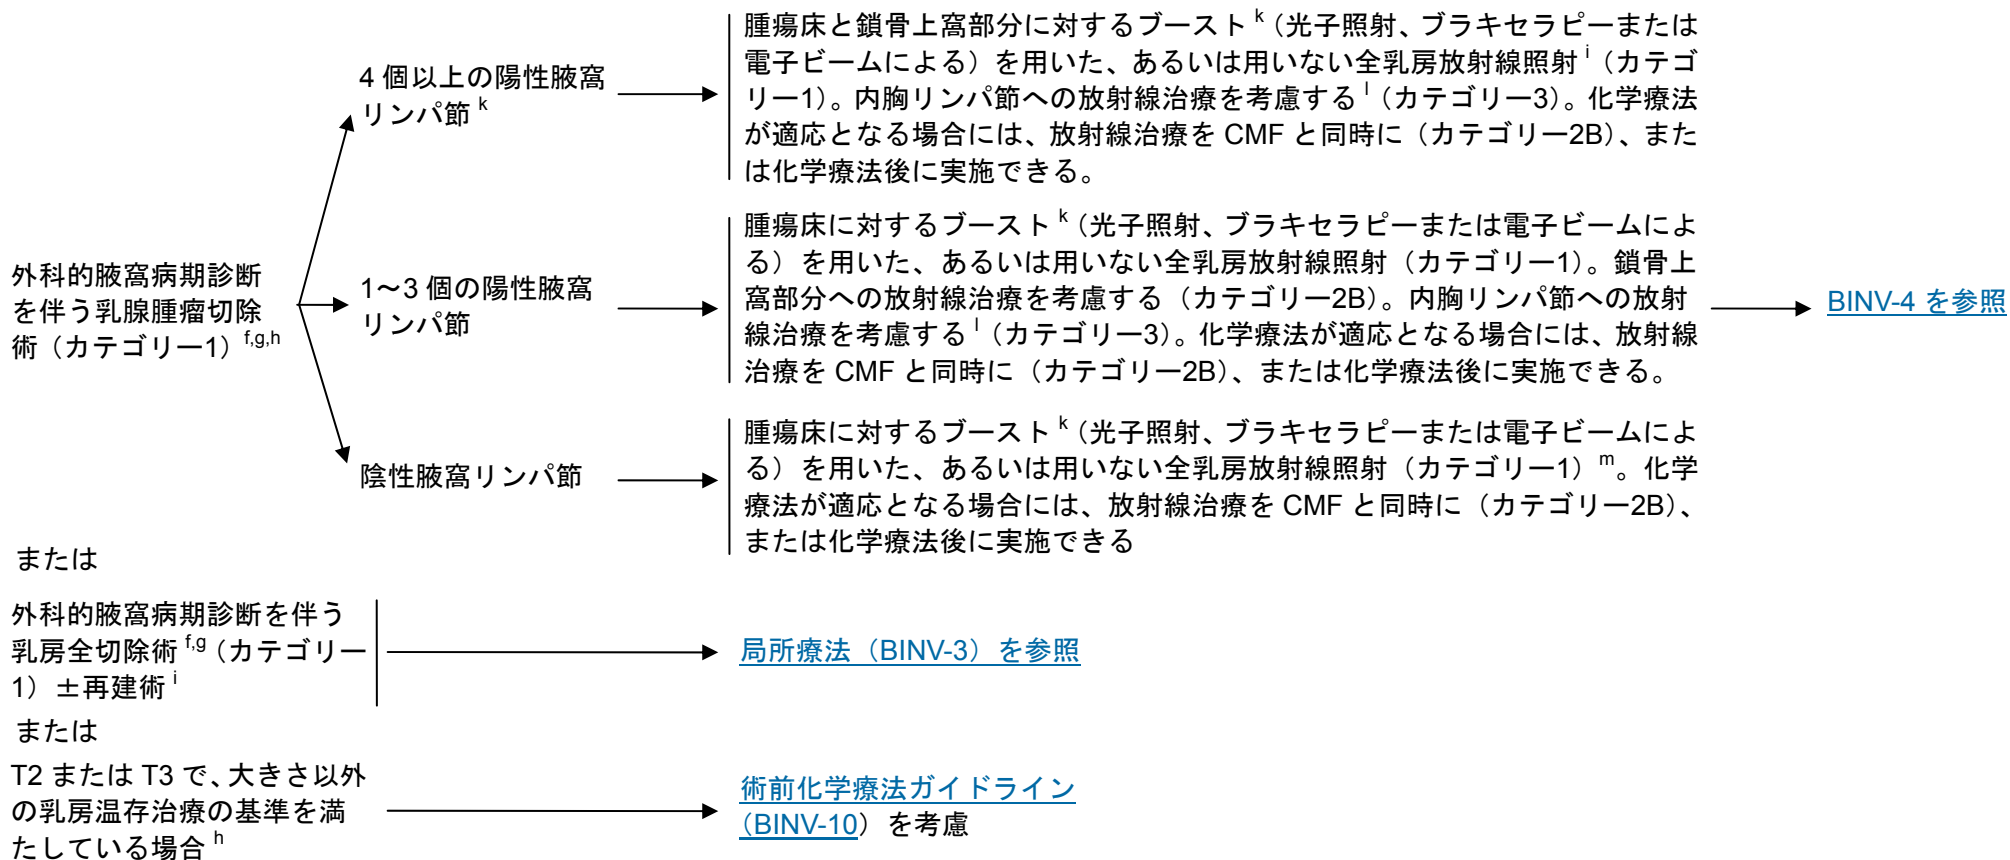 外科的腋窩病期診断
を伴う乳腺腫瘤切除
術（カテゴリー1）f,g,h
4 個以上の陽性腋窩
リンパ節 k
腫瘍床と鎖骨上窩部分に対するブースト k（光子照射、ブラキセラピーまたは
電子ビームによる）を用いた、あるいは用いない全乳房放射線照射 i（カテゴ
リー1）。内胸リンパ節への放射線治療を考慮する l（カテゴリー3）。化学療法
が適応となる場合には、放射線治療を CMF と同時に（カテゴリー2B）、また
は化学療法後に実施できる。
1～3 個の陽性腋窩
リンパ節
腫瘍床に対するブースト k（光子照射、ブラキセラピーまたは電子ビームによ
る）を用いた、あるいは用いない全乳房放射線照射（カテゴリー1）。鎖骨上
窩部分への放射線治療を考慮する（カテゴリー2B）。内胸リンパ節への放射
線治療を考慮する l（カテゴリー3）。化学療法が適応となる場合には、放射線
治療を CMF と同時に（カテゴリー2B）、または化学療法後に実施できる。
BINV-4 を参照
陰性腋窩リンパ節
腫瘍床に対するブースト k（光子照射、ブラキセラピーまたは電子ビームによ
る）を用いた、あるいは用いない全乳房放射線照射（カテゴリー1）m。化学
療法が適応となる場合には、放射線治療を CMF と同時に（カテゴリー2B）、
または化学療法後に実施できる
または
外科的腋窩病期診断を伴う
乳房全切除術 f,g（カテゴリー
1）±再建術 i
局所療法（BINV-3）を参照
または
T2 または T3 で、大きさ以外
の乳房温存治療の基準を満
たしている場合 h
術前化学療法ガイドライン
（BINV-10）を考慮